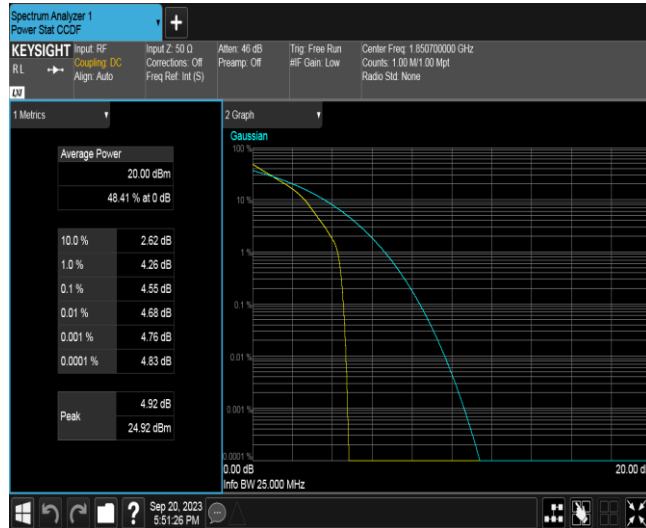 Spectrum Analyzer 1
Power Stat CCDF
+
KEYSIGHT Input: RF Input Z: 50 Ω Atten: 46 dB Trig: Free Run Center Freq: 1.850700000 GHz
RL Coupling: DC Corrections: Off Preamp: Off #IF Gain: Low Counts: 1.00 M/1.00 Mpt
Align: Auto Freq Ref: Int (S) Radio Std: None
LXI
1 Metrics 2 Graph
Gaussian
Average Power
20.00 dBm
48.41 % at 0 dB
10.0 % 2.62 dB
1.0 % 4.26 dB
0.1 % 4.55 dB
0.01 % 4.68 dB
0.001 % 4.76 dB
0.0001 % 4.83 dB
Peak 4.92 dB
24.92 dBm
100 %
10 %
1 %
0.1 %
0.01 %
0.001 %
0.0001 %
0.00 dB 20.00 d
Info BW 25.000 MHz
? Sep 20, 2023
5:51:26 PM